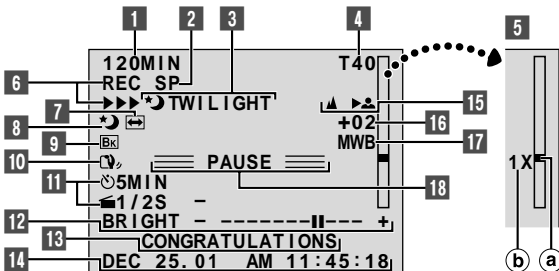 1 2 3 4 5
120MIN T40
6 REC SP
▶▶▶ TWILIGHT 15
7
8 +02 16
9 BK MWB 17
10 PAUSE 18
11 5MIN
1/2S – 1X
12 BRIGHT – - - - - - - - -▮▮- - - +
13 CONGRATULATIONS b a
14 DEC 25.01 AM 11:45:18